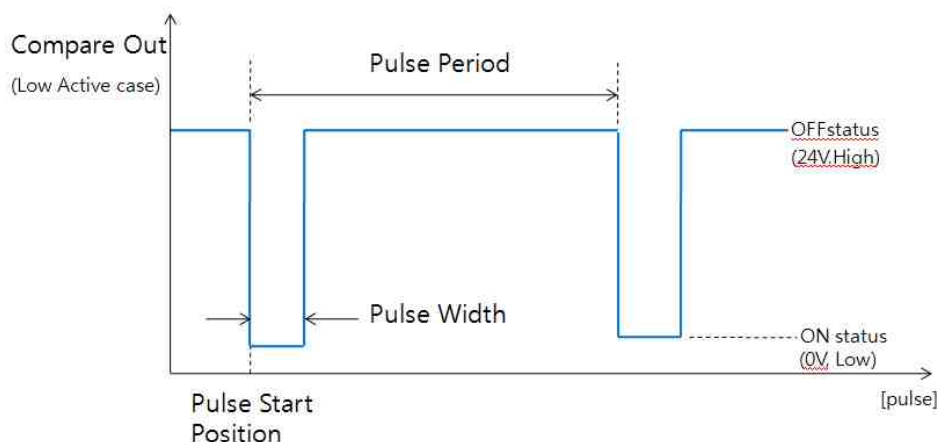 Compare Out
(Low Active case)
Pulse Period
OFFstatus
(24V.High)
Pulse Width
ON status
(0V, Low)
[pulse]
Pulse Start
Position